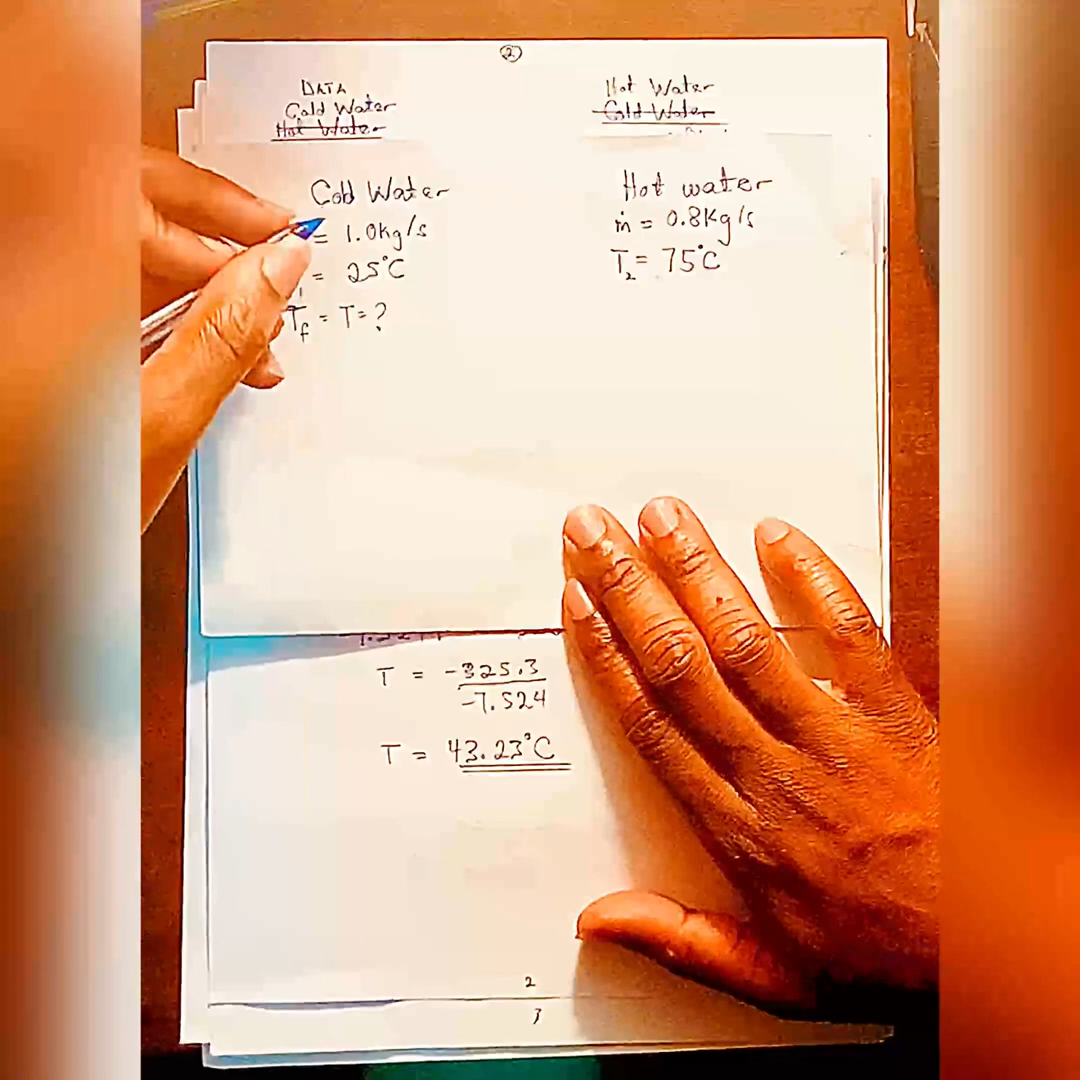 2
DATA
Cold Water
Hot Water
Hot Water
Cold Water
Cold Water
= 1.0kg/s
= 25°C
T_f = T = ?
Hot water
ṁ = 0.8kg/s
T₂ = 75°C
T = -325.3
-7.524
T = 43.23°C
2
3